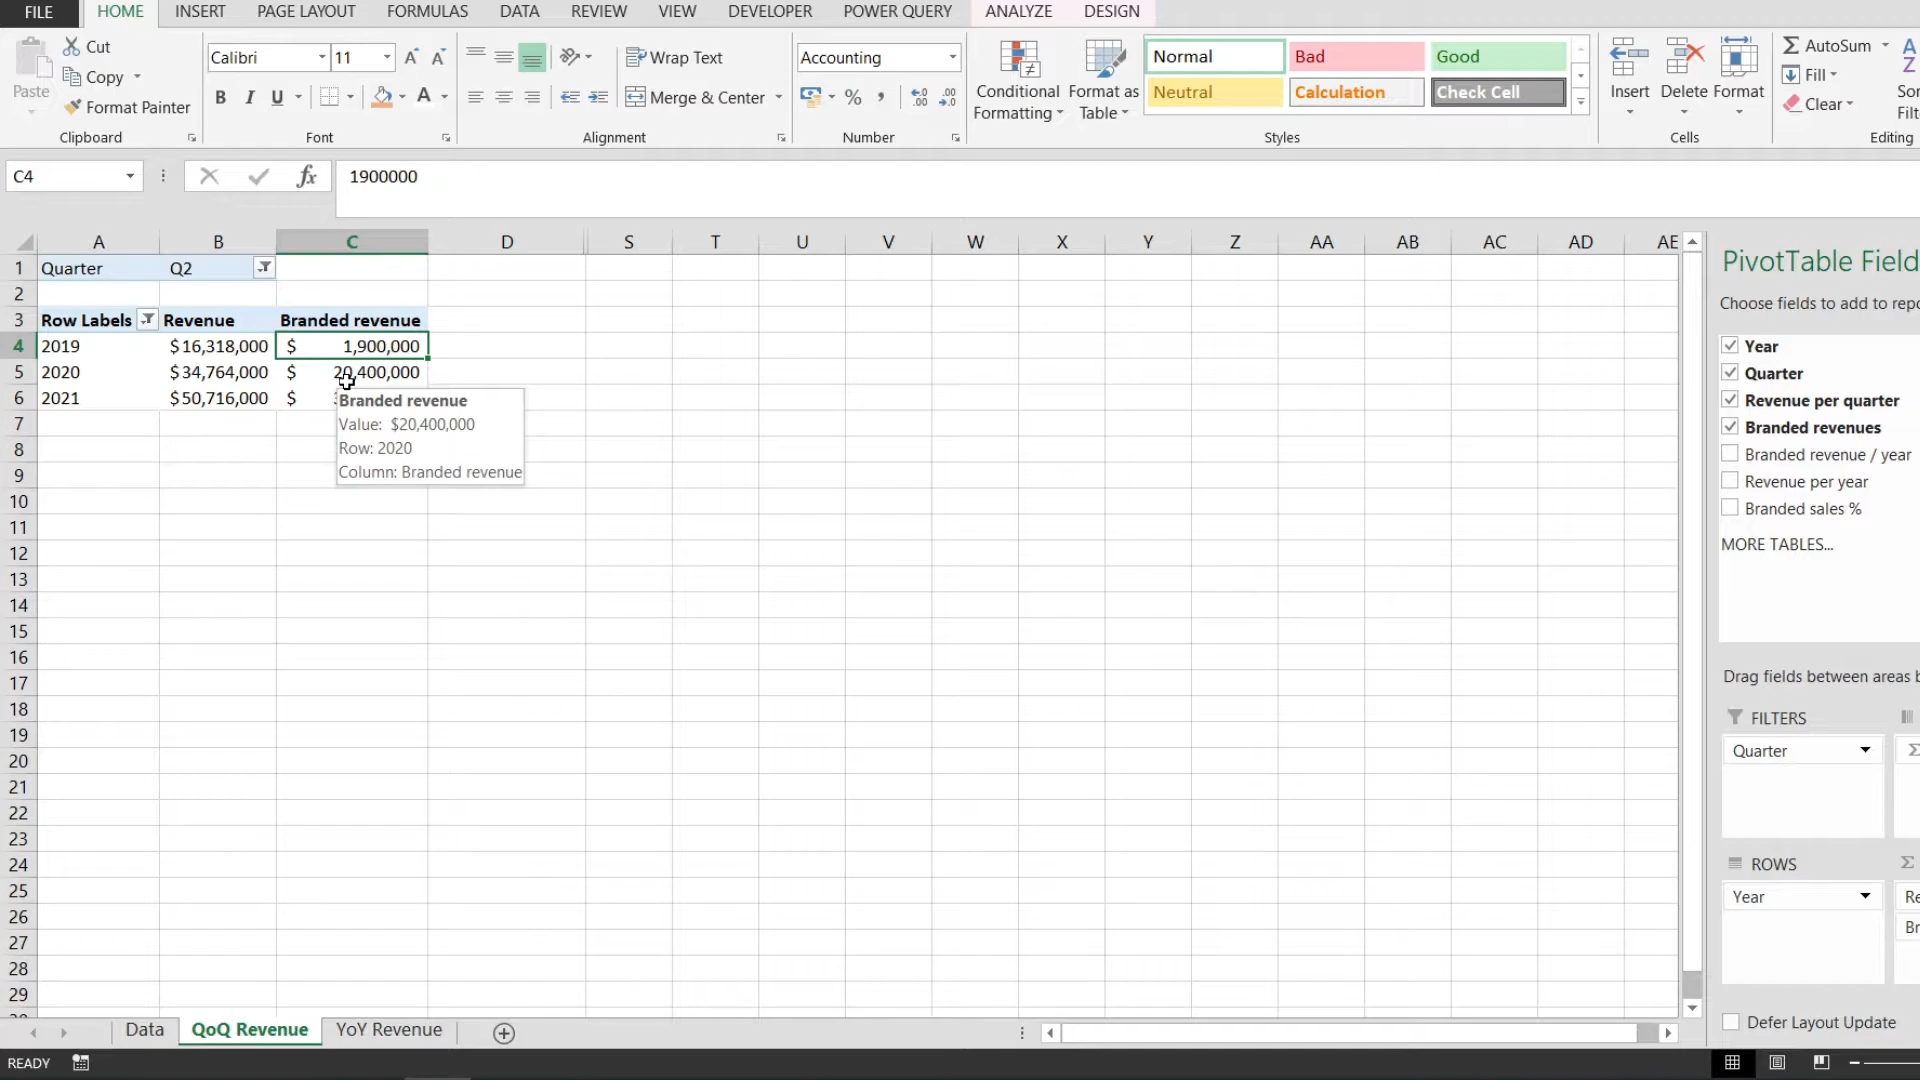 FILE HOME INSERT PAGE LAYOUT FORMULAS DATA REVIEW VIEW DEVELOPER POWER QUERY ANALYZE DESIGN
Paste
Cut
Copy
Format Painter
Clipboard
Calibri 11
B I U A
Font
Wrap Text
Merge & Center
Alignment
Accounting
%
Number
Conditional
Formatting
Format as
Table
Normal Bad Good
Neutral Calculation Check Cell
Styles
Insert Delete Format
Cells
AutoSum
Fill
Clear
Editing
C4 fx 1900000
A B C D S T U V W X Y Z AA AB AC AD AE
1 Quarter Q2
2
3 Row Labels Revenue Branded revenue
4 2019 $16,318,000 $ 1,900,000
5 2020 $34,764,000 $ 20,400,000
6 2021 $50,716,000 $
Branded revenue
Value: $20,400,000
Row: 2020
Column: Branded revenue
7
8
9
10
11
12
13
14
15
16
17
18
19
20
21
22
23
24
25
26
27
28
29
PivotTable Field
Choose fields to add to repo
Year
Quarter
Revenue per quarter
Branded revenues
Branded revenue / year
Revenue per year
Branded sales %
MORE TABLES...
Drag fields between areas b
FILTERS
Quarter
Σ
ROWS Σ
Year Re
Br
Defer Layout Update
Data QoQ Revenue YoY Revenue
READY